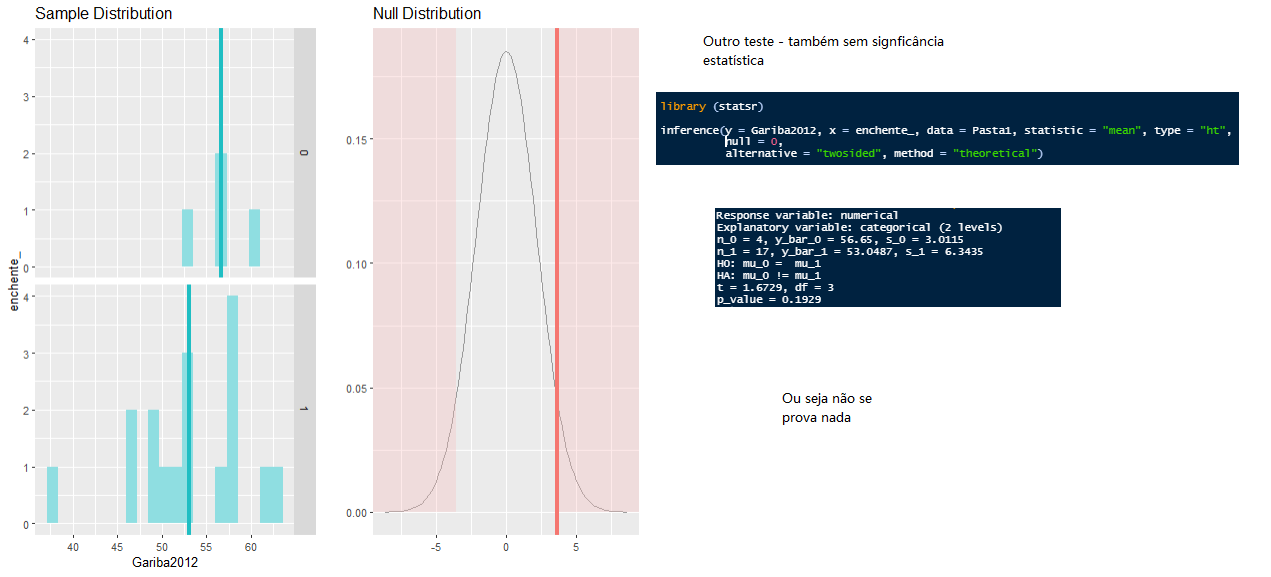 Sample Distribution
4
3
2
1
0
0
4
3
2
1
0
1
enchente_
40
45
50
55
60
Gariba2012
Null Distribution
0.15
0.10
0.05
0.00
-5
0
5
Outro teste - também sem signficância
estatística
library (statsr)
inference(y = Gariba2012, x = enchente_, data = Pasta1, statistic = "mean", type = "ht",
null = 0,
alternative = "twosided", method = "theoretical")
Response variable: numerical
Explanatory variable: categorical (2 levels)
n_0 = 4, y_bar_0 = 56.65, s_0 = 3.0115
n_1 = 17, y_bar_1 = 53.0487, s_1 = 6.3435
H0: mu_0 =  mu_1
HA: mu_0 != mu_1
t = 1.6729, df = 3
p_value = 0.1929
Ou seja não se
prova nada